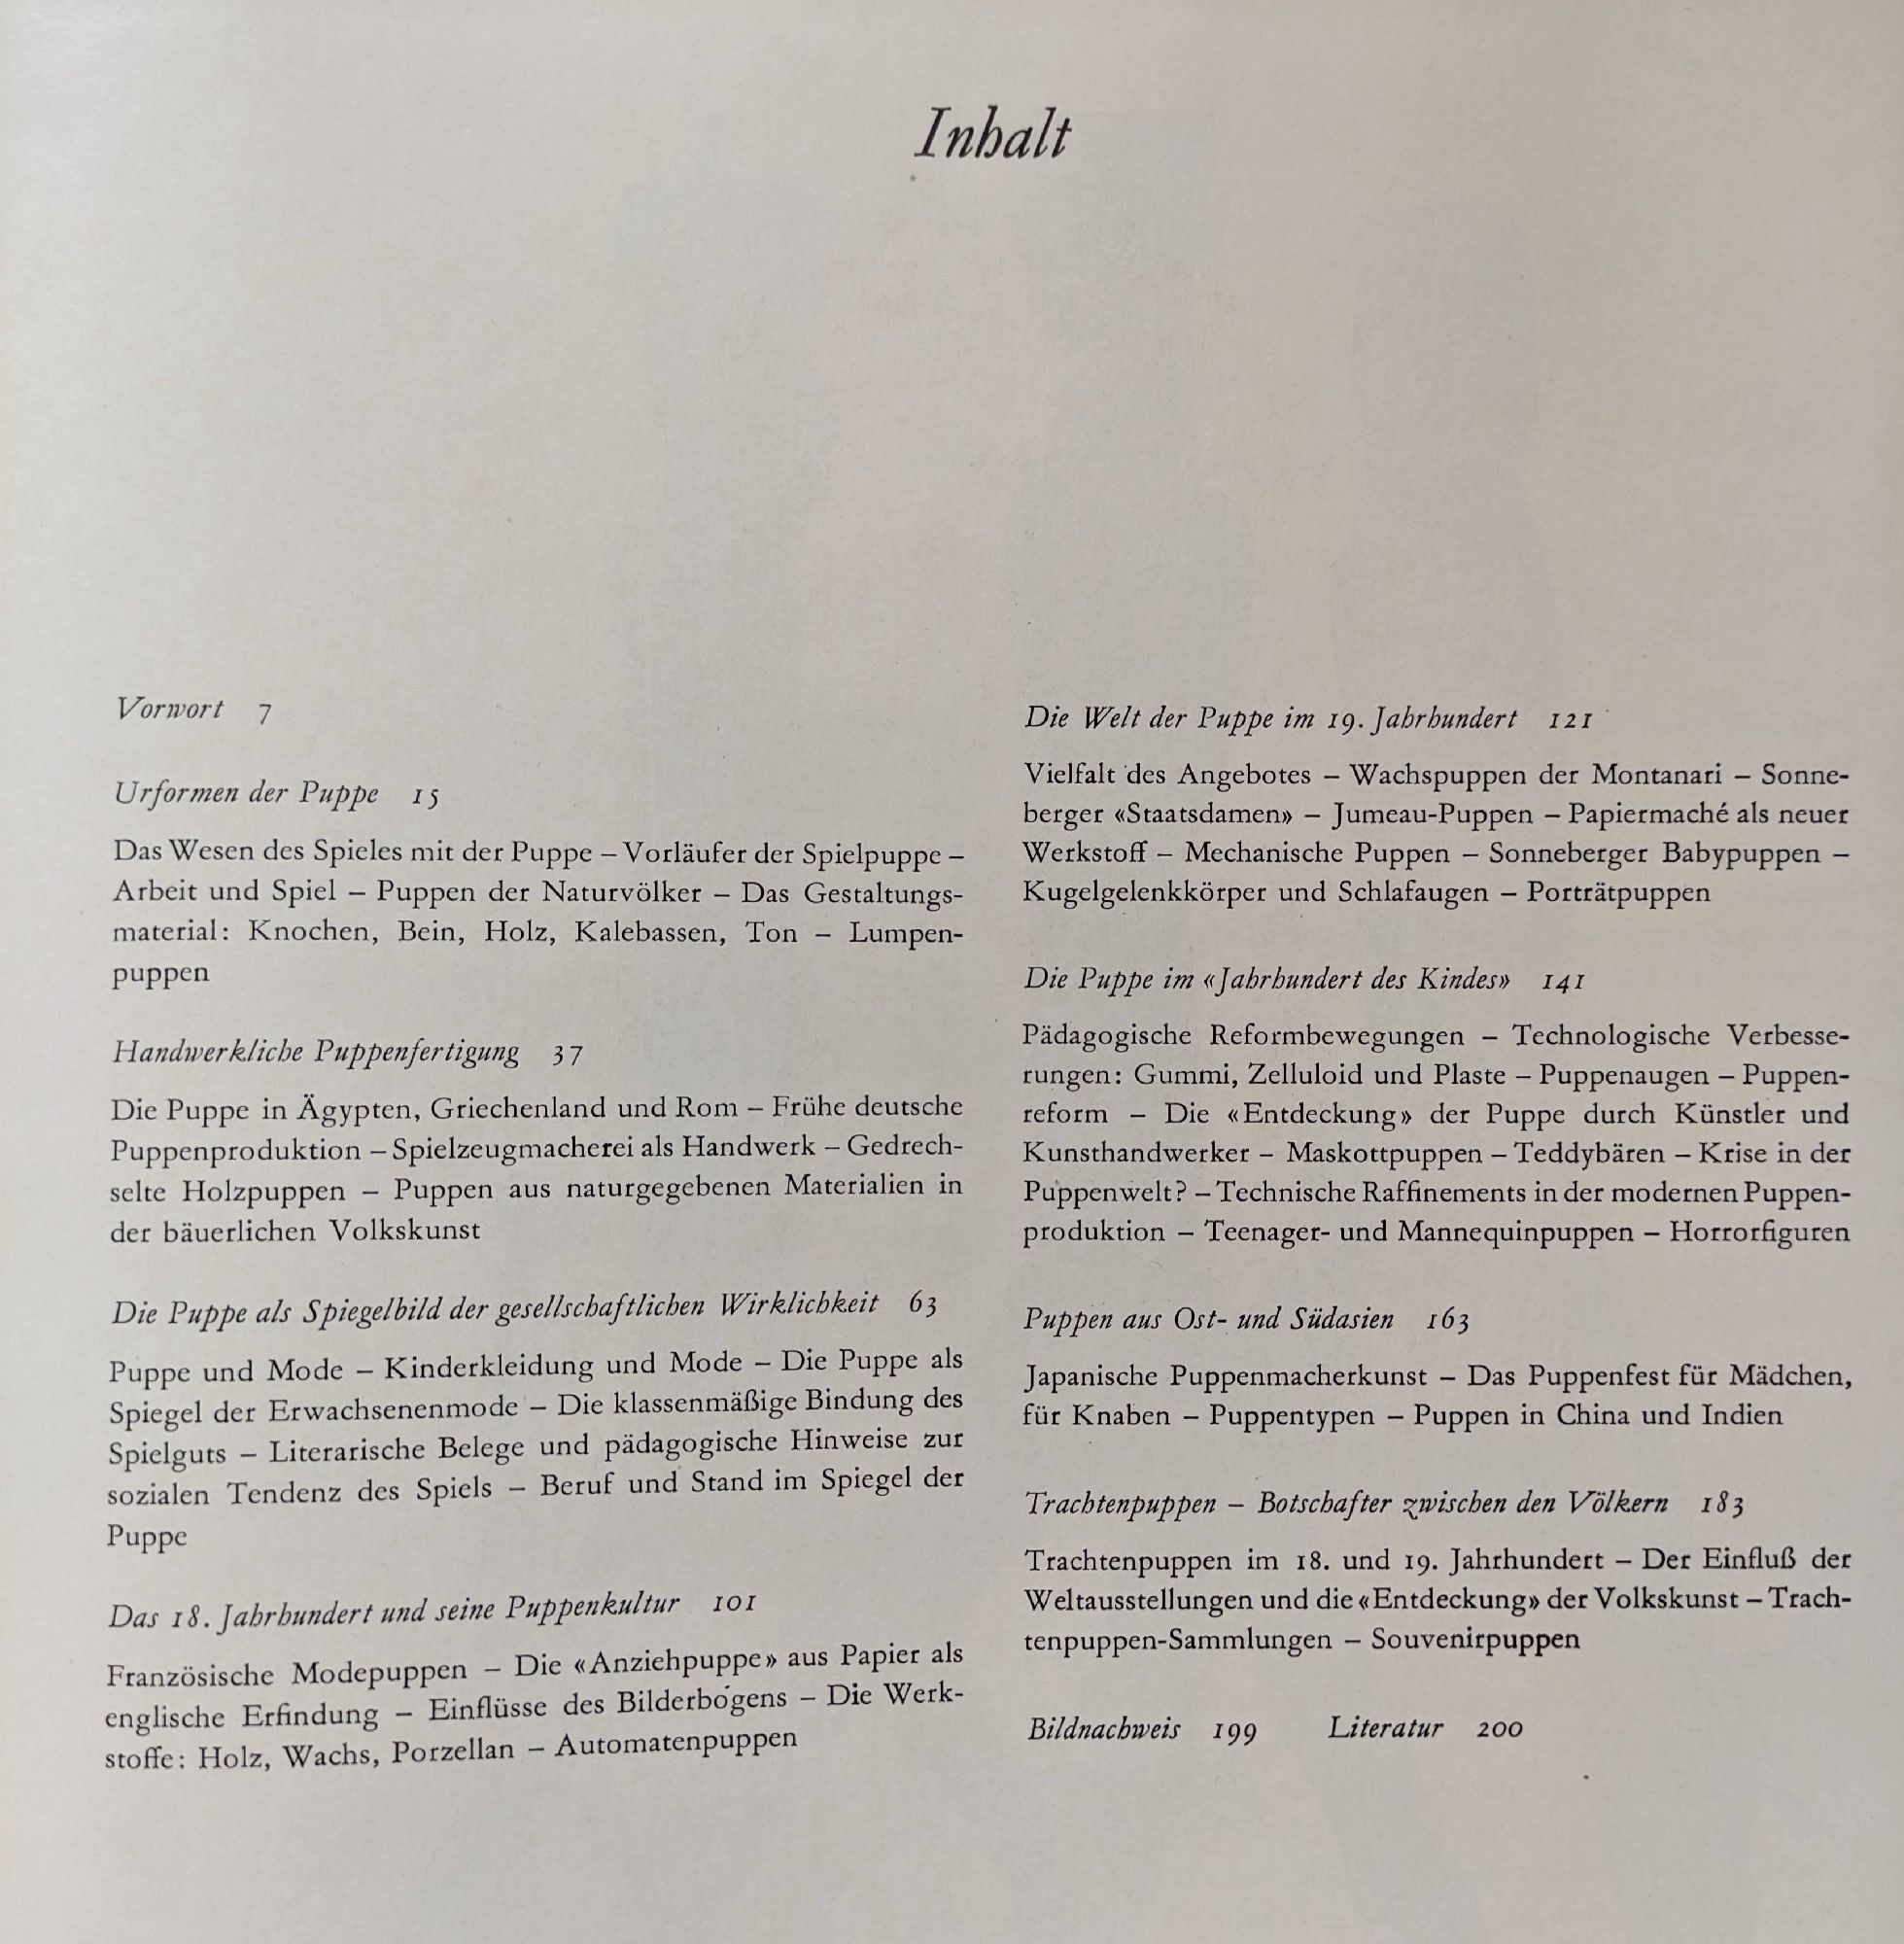 Inhalt
Vorwort 7
Urformen der Puppe 15
Das Wesen des Spieles mit der Puppe – Vorläufer der Spielpuppe –
Arbeit und Spiel – Puppen der Naturvölker – Das Gestaltungs-
material: Knochen, Bein, Holz, Kalebassen, Ton – Lumpen-
puppen
Handwerkliche Puppenfertigung 37
Die Puppe in Ägypten, Griechenland und Rom – Frühe deutsche
Puppenproduktion – Spielzeugmacherei als Handwerk – Gedrech-
selte Holzpuppen – Puppen aus naturgegebenen Materialien in
der bäuerlichen Volkskunst
Die Puppe als Spiegelbild der gesellschaftlichen Wirklichkeit 63
Puppe und Mode – Kinderkleidung und Mode – Die Puppe als
Spiegel der Erwachsenenmode – Die klassenmäßige Bindung des
Spielguts – Literarische Belege und pädagogische Hinweise zur
sozialen Tendenz des Spiels – Beruf und Stand im Spiegel der
Puppe
Das 18. Jahrhundert und seine Puppenkultur 101
Französische Modepuppen – Die «Anziehpuppe» aus Papier als
englische Erfindung – Einflüsse des Bilderbogens – Die Werk-
stoffe: Holz, Wachs, Porzellan – Automatenpuppen
Die Welt der Puppe im 19. Jahrhundert 121
Vielfalt des Angebotes – Wachspuppen der Montanari – Sonne-
berger «Staatsdamen» – Jumeau-Puppen – Papiermaché als neuer
Werkstoff – Mechanische Puppen – Sonneberger Babypuppen –
Kugelgelenkkörper und Schlafaugen – Porträtpuppen
Die Puppe im «Jahrhundert des Kindes» 141
Pädagogische Reformbewegungen – Technologische Verbesse-
rungen: Gummi, Zelluloid und Plaste – Puppenaugen – Puppen-
reform – Die «Entdeckung» der Puppe durch Künstler und
Kunsthandwerker – Maskottpuppen – Teddybären – Krise in der
Puppenwelt? – Technische Raffinements in der modernen Puppen-
produktion – Teenager- und Mannequinpuppen – Horrorfiguren
Puppen aus Ost- und Südasien 163
Japanische Puppenmacherkunst – Das Puppenfest für Mädchen,
für Knaben – Puppentypen – Puppen in China und Indien
Trachtenpuppen – Botschafter zwischen den Völkern 183
Trachtenpuppen im 18. und 19. Jahrhundert – Der Einfluß der
Weltausstellungen und die «Entdeckung» der Volkskunst – Trach-
tenpuppen-Sammlungen – Souvenirpuppen
Bildnachweis 199 Literatur 200